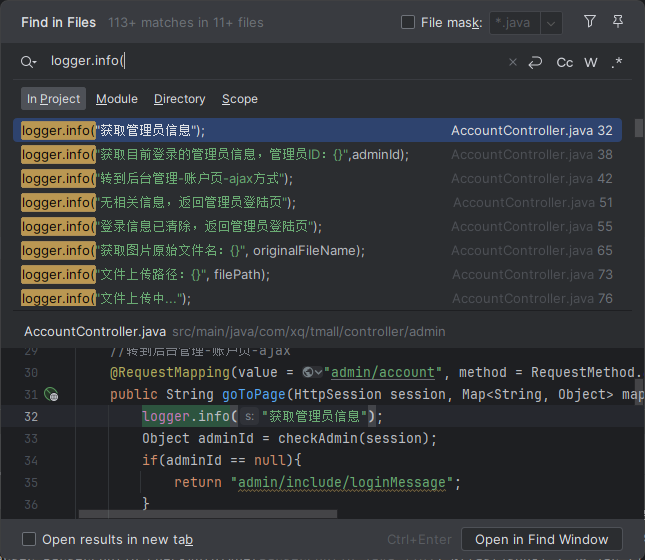 Find in Files 113+ matches in 11+ files File mask: *.java
logger.info( Cc W .*
In Project Module Directory Scope
logger.info("获取管理员信息"); AccountController.java 32
logger.info("获取目前登录的管理员信息，管理员ID：{}",adminId); AccountController.java 38
logger.info("转到后台管理-账户页-ajax方式"); AccountController.java 42
logger.info("无相关信息，返回管理员登陆页"); AccountController.java 51
logger.info("登录信息已清除，返回管理员登陆页"); AccountController.java 55
logger.info("获取图片原始文件名：{}", originalFileName); AccountController.java 65
logger.info("文件上传路径：{}", filePath); AccountController.java 73
logger.info("文件上传中..."); AccountController.java 76
AccountController.java src/main/java/com/xq/tmall/controller/admin
29 //转到后台管理-账户页-ajax
30 @RequestMapping(value = "admin/account", method = RequestMethod.
31 public String goToPage(HttpSession session, Map<String, Object> map
32 logger.info( s: "获取管理员信息");
33 Object adminId = checkAdmin(session);
34 if(adminId == null){
35 return "admin/include/loginMessage";
36 }
Open results in new tab Ctrl+Enter Open in Find Window